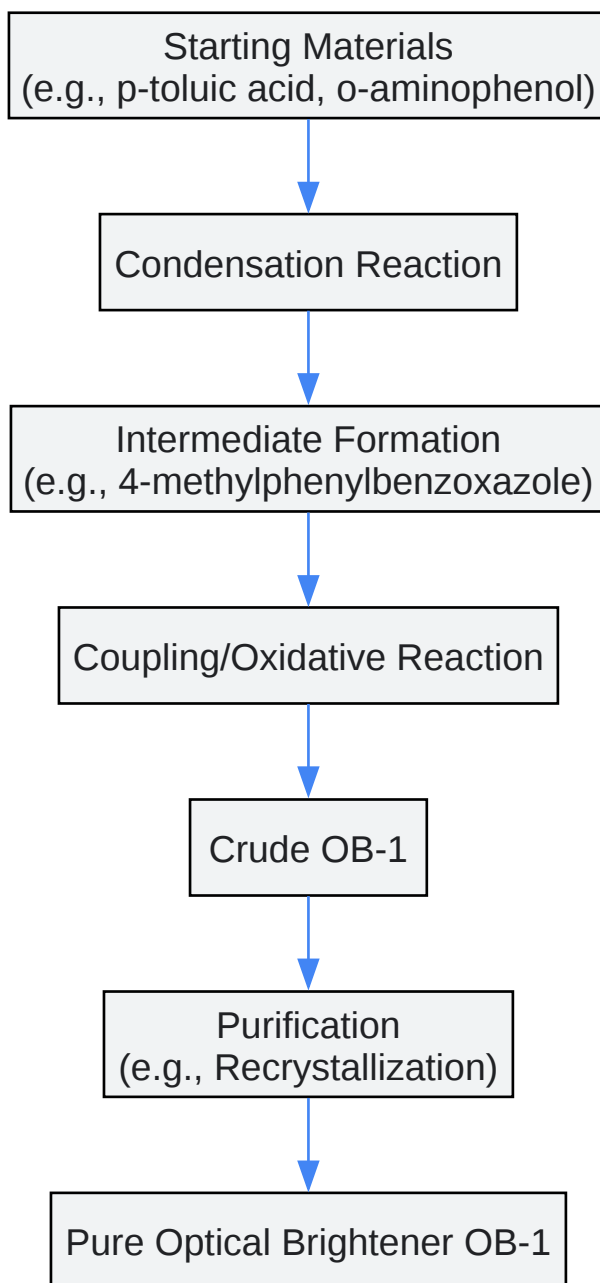 Starting Materials
(e.g., p-toluic acid, o-aminophenol)
Condensation Reaction
Intermediate Formation
(e.g., 4-methylphenylbenzoxazole)
Coupling/Oxidative Reaction
Crude OB-1
Purification
(e.g., Recrystallization)
Pure Optical Brightener OB-1